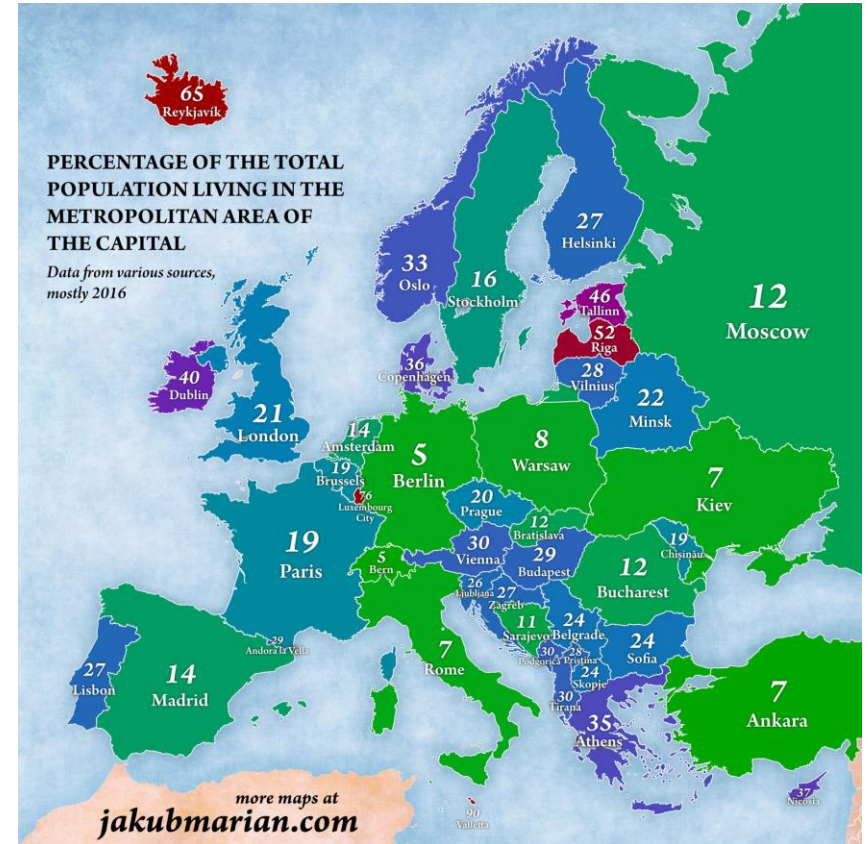 65
Reykjavík
PERCENTAGE OF THE TOTAL
POPULATION LIVING IN THE
METROPOLITAN AREA OF
THE CAPITAL
Data from various sources,
mostly 2016
33
Oslo
16
Stockholm
27
Helsinki
46
Tallinn
52
Riga
28
Vilnius
22
Minsk
12
Moscow
36
Copenhagen
40
Dublin
21
London
14
Amsterdam
19
Brussels
76
Luxembourg
City
5
Berlin
8
Warsaw
7
Kiev
20
Prague
12
Bratislava
19
Chișinău
19
Paris
5
Bern
30
Vienna
29
Budapest
12
Bucharest
26
Ljubljana
27
Zagreb
11
Sarajevo
24
Belgrade
24
Sofia
30
Podgorica
28
Pristina
24
Skopje
30
Tirana
35
Athens
7
Rome
29
Andora la Vella
14
Madrid
27
Lisbon
7
Ankara
37
Nicosia
90
Valletta
more maps at
jakubmarian.com